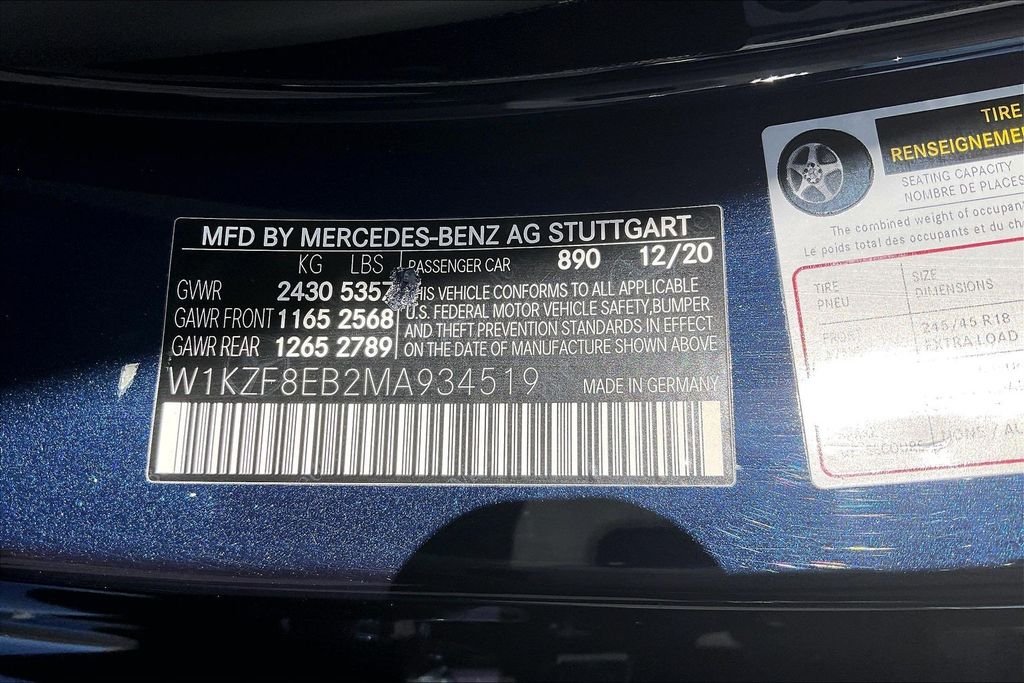 MFD BY MERCEDES-BENZ AG STUTTGART
KG LBS PASSENGER CAR 890 12/20
GVWR 2430 5357 THIS VEHICLE CONFORMS TO ALL APPLICABLE
GAWR FRONT 1165 2568 U.S. FEDERAL MOTOR VEHICLE SAFETY,BUMPER
AND THEFT PREVENTION STANDARDS IN EFFECT
GAWR REAR 1265 2789 ON THE DATE OF MANUFACTURE SHOWN ABOVE
W1KZF8EB2MA934519 MADE IN GERMANY
TIRE
RENSEIGNEME
SEATING CAPACITY
NOMBRE DE PLACES
The combined weight of occupan
Le poids total des occupants et du ch
TIRE SIZE
PNEU DIMENSIONS
245/45 R18
EXTRA LOAD